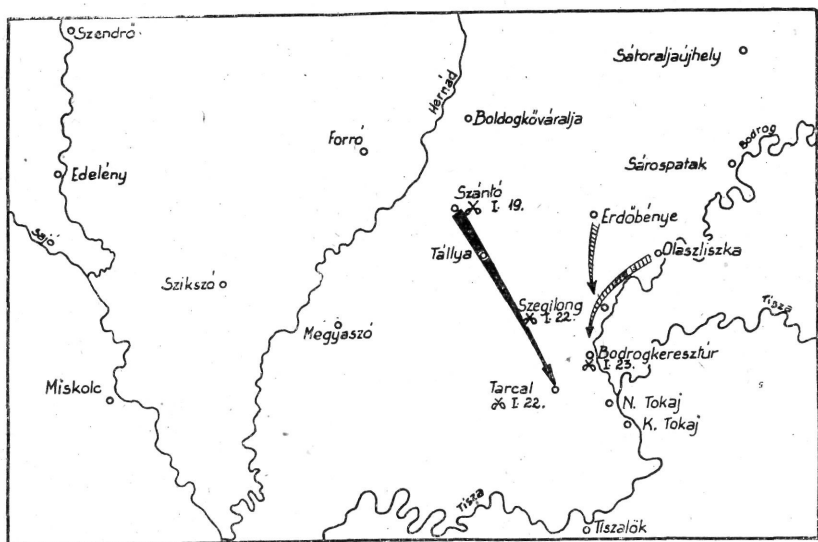 Szendrő
Sátoraljaújhely
Hernád
Boldogkőváralja
Bodrog
Forró
Edelény
Sárospatak
Szántó
I. 19.
Erdőbénye
Sajó
Tállya
Olaszliszka
Szikszó
Tisza
Szegilong
I. 22.
Megyaszó
Bodrogkeresztúr
I. 23.
Miskolc
Tarcal
I. 22.
N. Tokaj
K. Tokaj
Tisza
Tiszalök